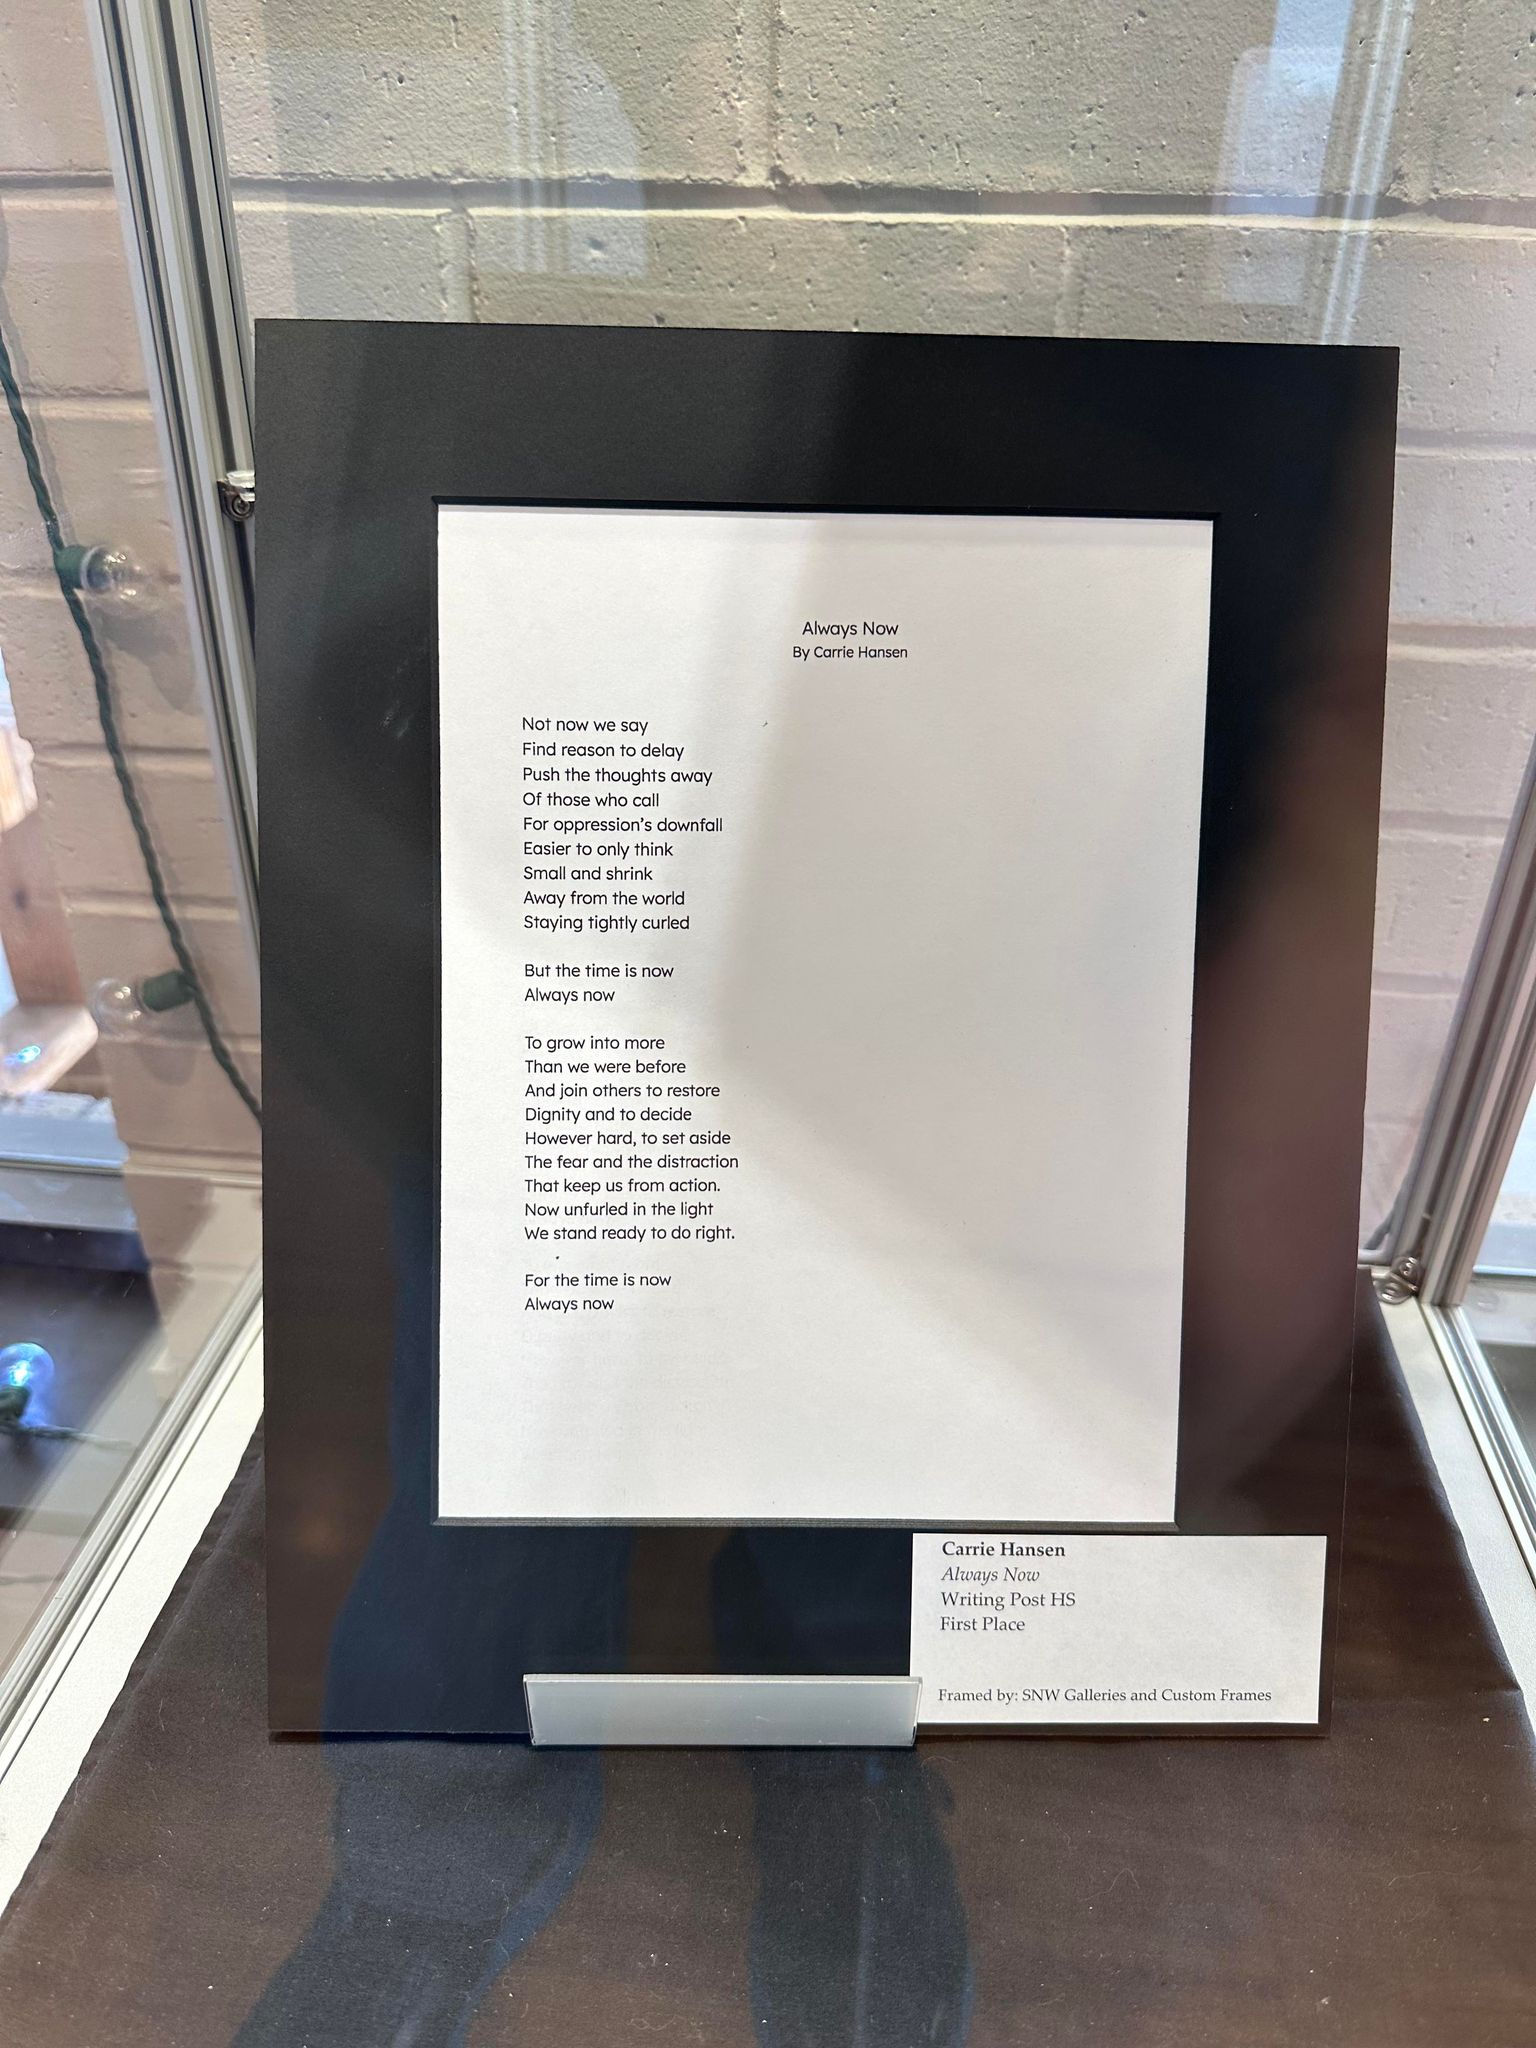 Always Now
By Carrie Hansen
Not now we say
Find reason to delay
Push the thoughts away
Of those who call
For oppression's downfall
Easier to only think
Small and shrink
Away from the world
Staying tightly curled
But the time is now
Always now
To grow into more
Than we were before
And join others to restore
Dignity and to decide
However hard, to set aside
The fear and the distraction
That keep us from action.
Now unfurled in the light
We stand ready to do right.
For the time is now
Always now
Carrie Hansen
Always Now
Writing Post HS
First Place
Framed by: SNW Galleries and Custom Frames